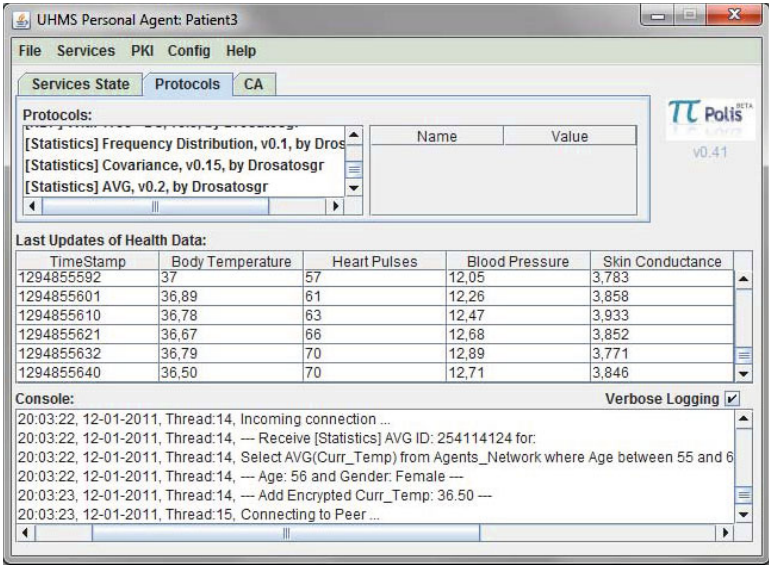 UHMS Personal Agent: Patient3
File Services PKI Config Help
Services State Protocols CA
Protocols:
[Statistics] Frequency Distribution, v0.1, by Dros
[Statistics] Covariance, v0.15, by Drosatosgr
[Statistics] AVG, v0.2, by Drosatosgr
Name Value
ππ Polis BETA
v0.41
Last Updates of Health Data:
TimeStamp Body Temperature Heart Pulses Blood Pressure Skin Conductance
1294855592 37 57 12,05 3,783
1294855601 36,89 61 12,26 3,858
1294855610 36,78 63 12,47 3,933
1294855621 36,67 66 12,68 3,852
1294855632 36,79 70 12,89 3,771
1294855640 36,50 70 12,71 3,846
Console: Verbose Logging
20:03:22, 12-01-2011, Thread:14, Incoming connection ...
20:03:22, 12-01-2011, Thread:14, --- Receive [Statistics] AVG ID: 254114124 for:
20:03:22, 12-01-2011, Thread:14, Select AVG(Curr_Temp) from Agents_Network where Age between 55 and 6
20:03:22, 12-01-2011, Thread:14, --- Age: 56 and Gender: Female ---
20:03:23, 12-01-2011, Thread:14, --- Add Encrypted Curr_Temp: 36.50 ---
20:03:23, 12-01-2011, Thread:15, Connecting to Peer ...